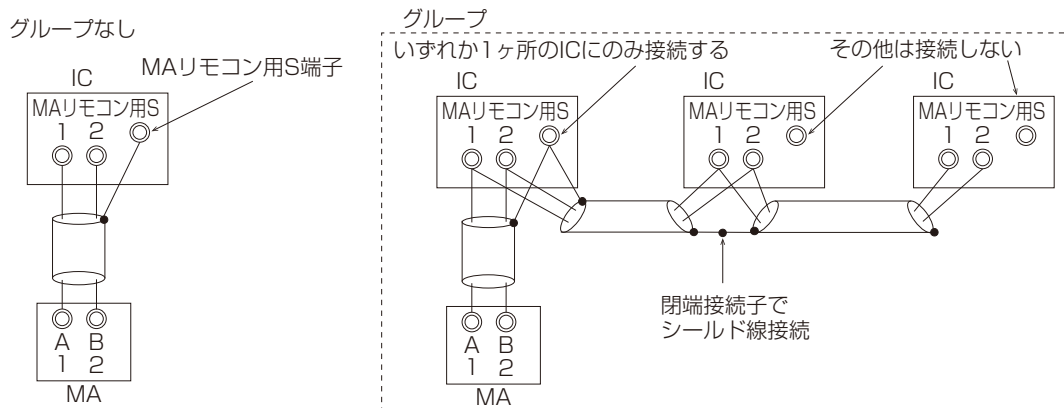 グループなし
IC
MAリモコン用S端子
MAリモコン用S
1 2
A B
1 2
MA
グループ
いずれか1ヶ所のICにのみ接続する
その他は接続しない
IC
MAリモコン用S
1 2
IC
MAリモコン用S
1 2
IC
MAリモコン用S
1 2
閉端接続子で
シールド線接続
A B
1 2
MA